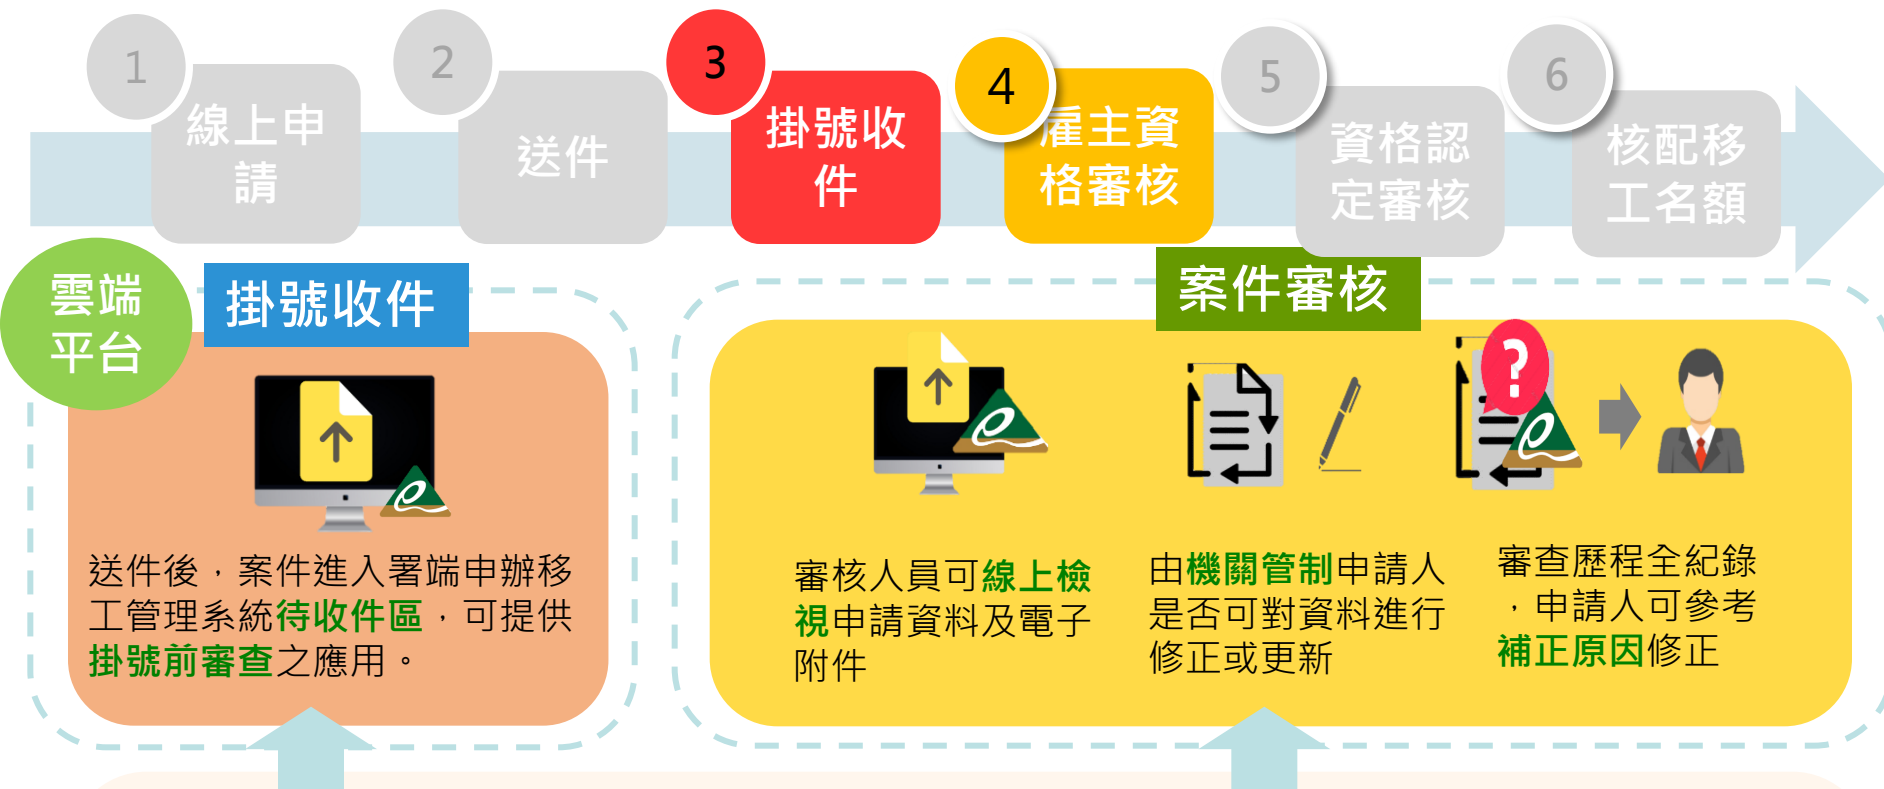 1
線上申
請
2
送件
3
掛號收
件
4
雇主資
格審核
5
資格認
定審核
6
核配移
工名額
雲端
平台
掛號收件
送件後，案件進入署端申辦移
工管理系統待收件區，可提供
掛號前審查之應用。
案件審核
審核人員可線上檢
視申請資料及電子
附件
由機關管制申請人
是否可對資料進行
修正或更新
?
審查歷程全紀錄
，申請人可參考
補正原因修正